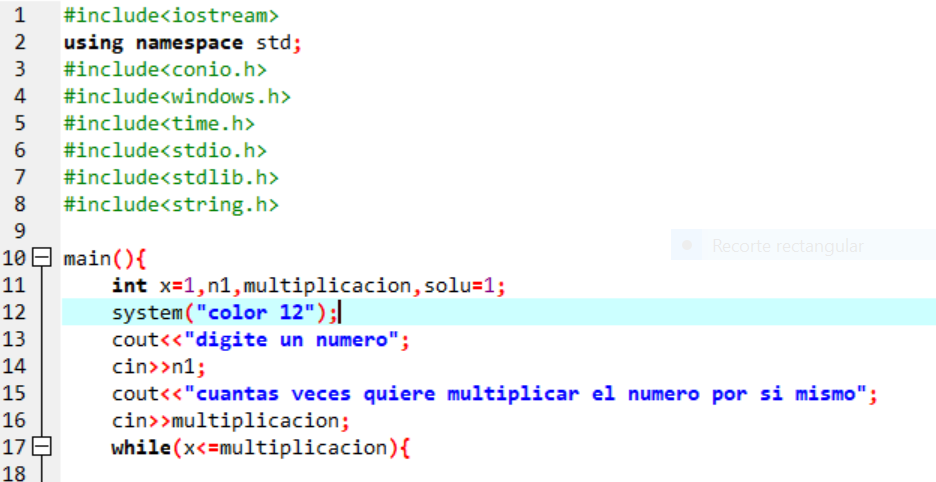 1 #include<iostream>
2 using namespace std;
3 #include<conio.h>
4 #include<windows.h>
5 #include<time.h>
6 #include<stdio.h>
7 #include<stdlib.h>
8 #include<string.h>
9
10 main(){
11 int x=1,n1,multiplicacion,solu=1;
12 system("color 12");
13 cout<<"digite un numero";
14 cin>>n1;
15 cout<<"cuantas veces quiere multiplicar el numero por si mismo";
16 cin>>multiplicacion;
17 while(x<=multiplicacion){
18
Recorte rectangular